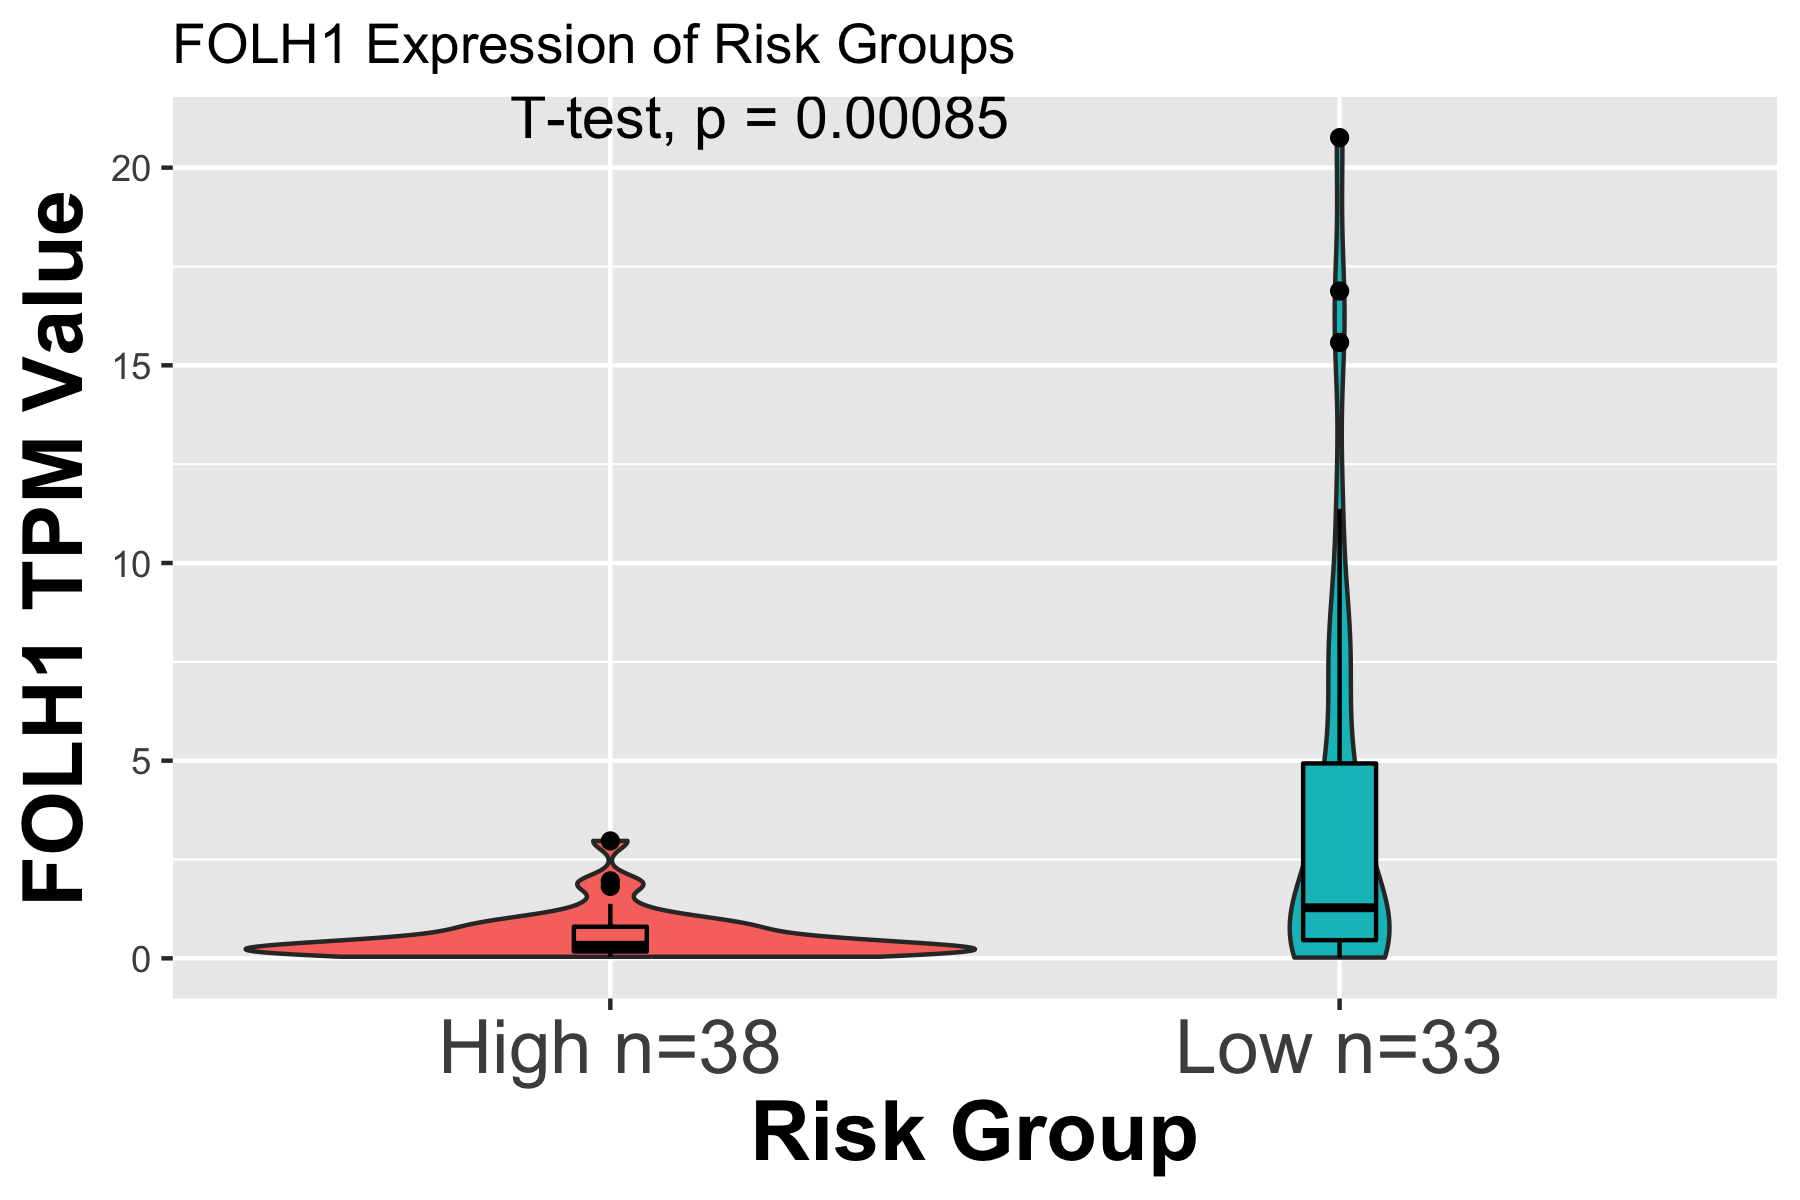 FOLH1 Expression of Risk Groups
T-test, p = 0.00085
FOLH1 TPM Value
20
15
10
5
0
High n=38
Low n=33
Risk Group